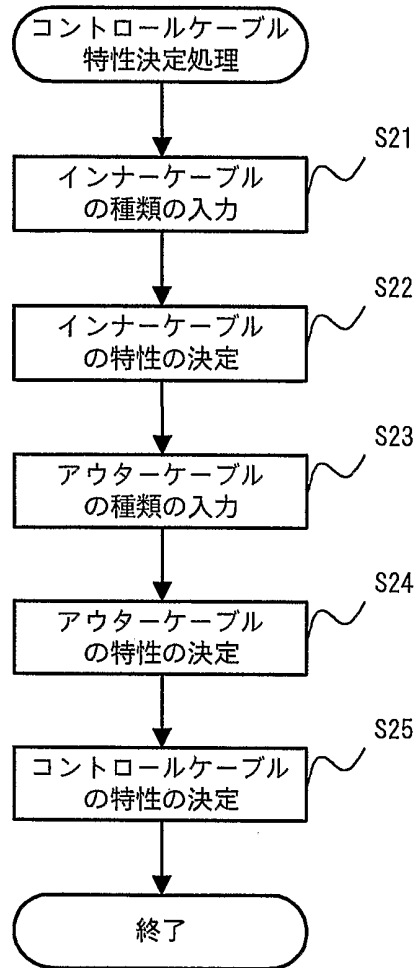 コントロールケーブル
特性決定処理
S21
インナーケーブル
の種類の入力
S22
インナーケーブル
の特性の決定
S23
アウターケーブル
の種類の入力
S24
アウターケーブル
の特性の決定
S25
コントロールケーブル
の特性の決定
終了